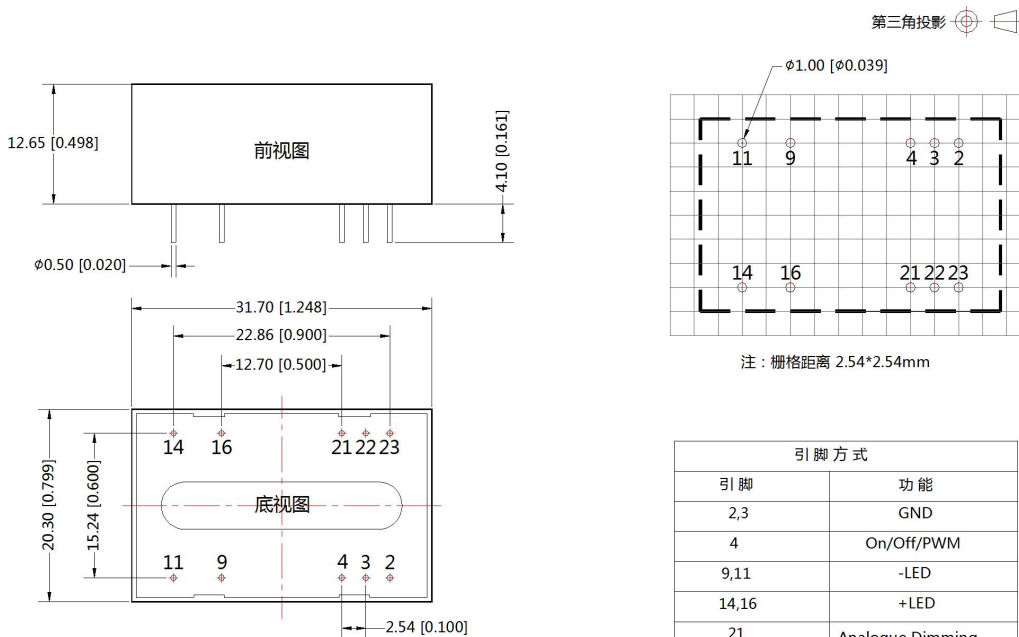 第三角投影
12.65 [0.498]
前视图
4.10 [0.161]
Φ0.50 [0.020]
Φ1.00 [Φ0.039]
11 9 4 3 2
14 16 21 22 23
注：栅格距离 2.54*2.54mm
31.70 [1.248]
22.86 [0.900]
12.70 [0.500]
14 16 21 22 23
20.30 [0.799]
15.24 [0.600]
底视图
11 9 4 3 2
2.54 [0.100]
引脚方式
引脚 功能
2,3 GND
4 On/Off/PWM
9,11 -LED
14,16 +LED
21 Analogue Dimming